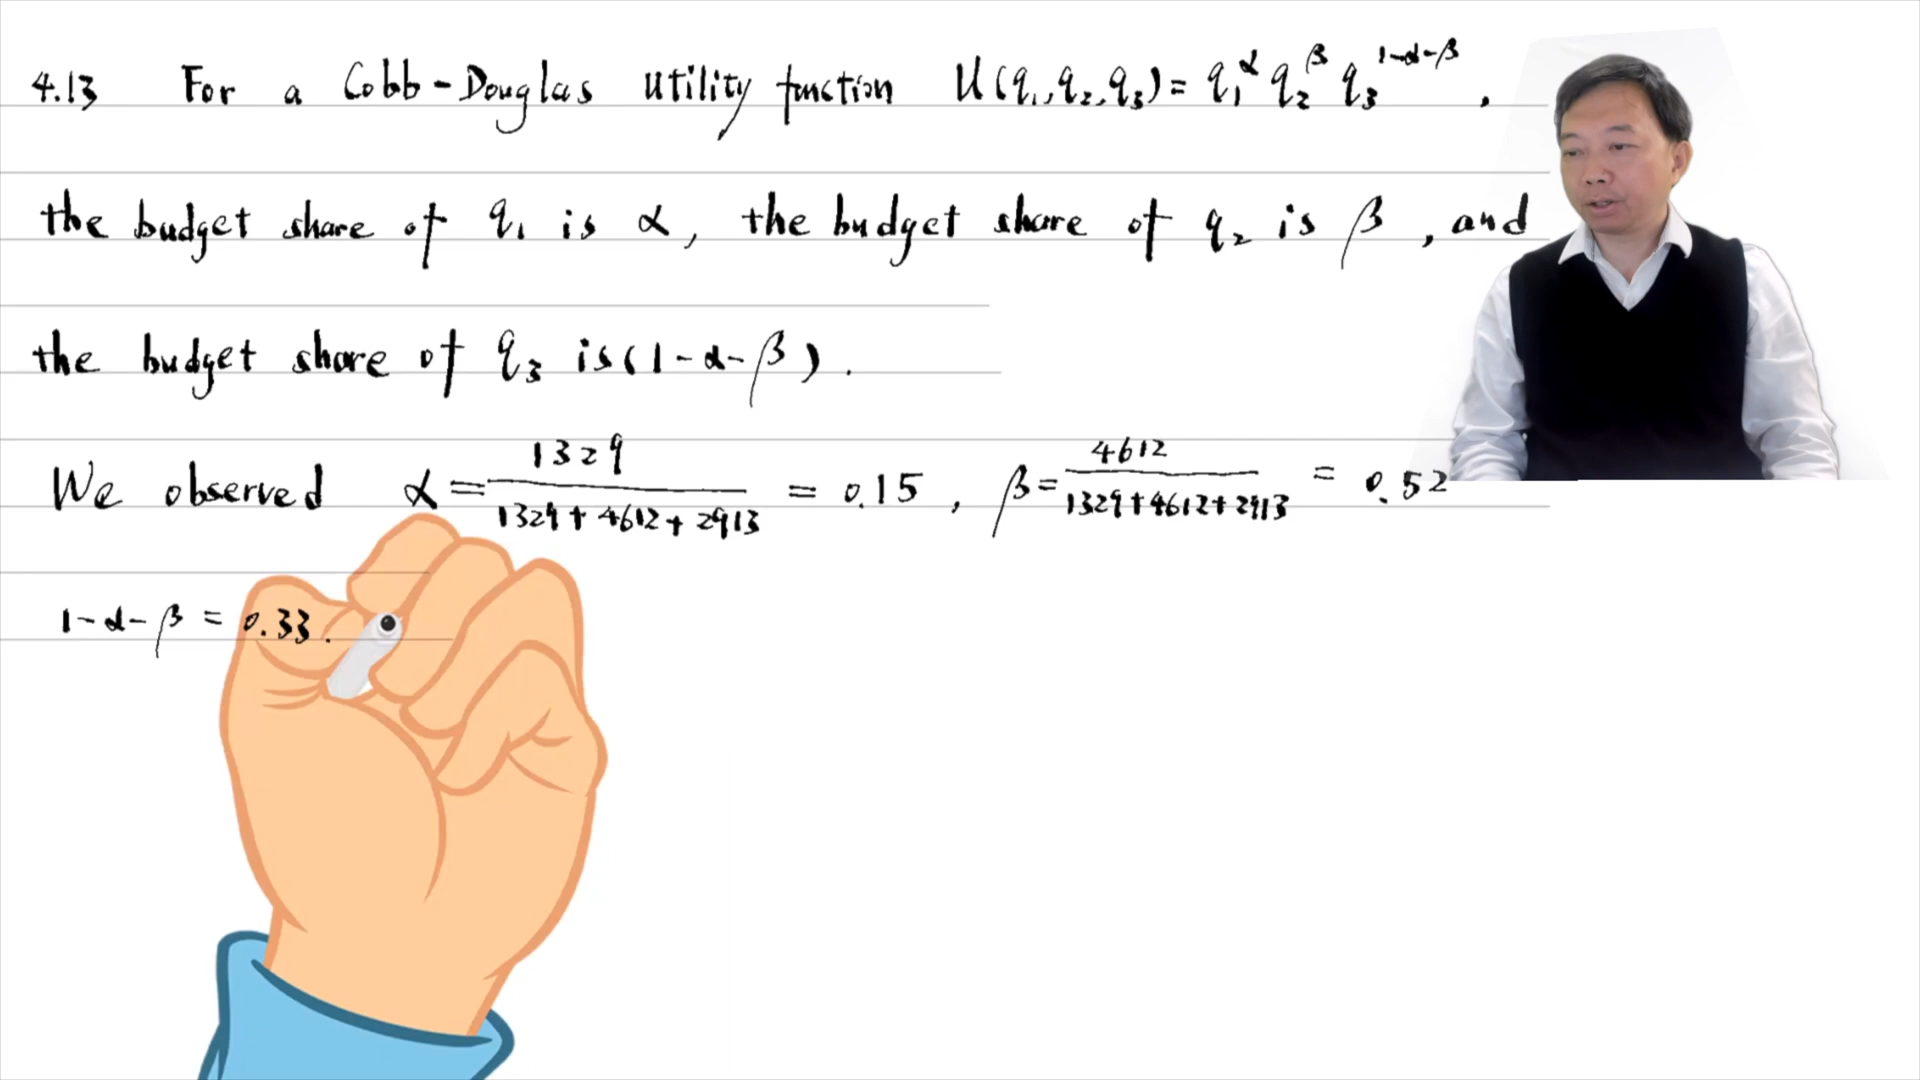 4.13 For a Cobb-Douglas utility function U(q₁,q₂,q₃)= q₁^α q₂^β q₃^(1-α-β),
the budget share of q₁ is α, the budget share of q₂ is β, and
the budget share of q₃ is (1-α-β).
We observed α = 1329 / (1329+4612+2913) = 0.15, β = 4612 / (1329+4612+2913) = 0.52
1-α-β = 0.33.